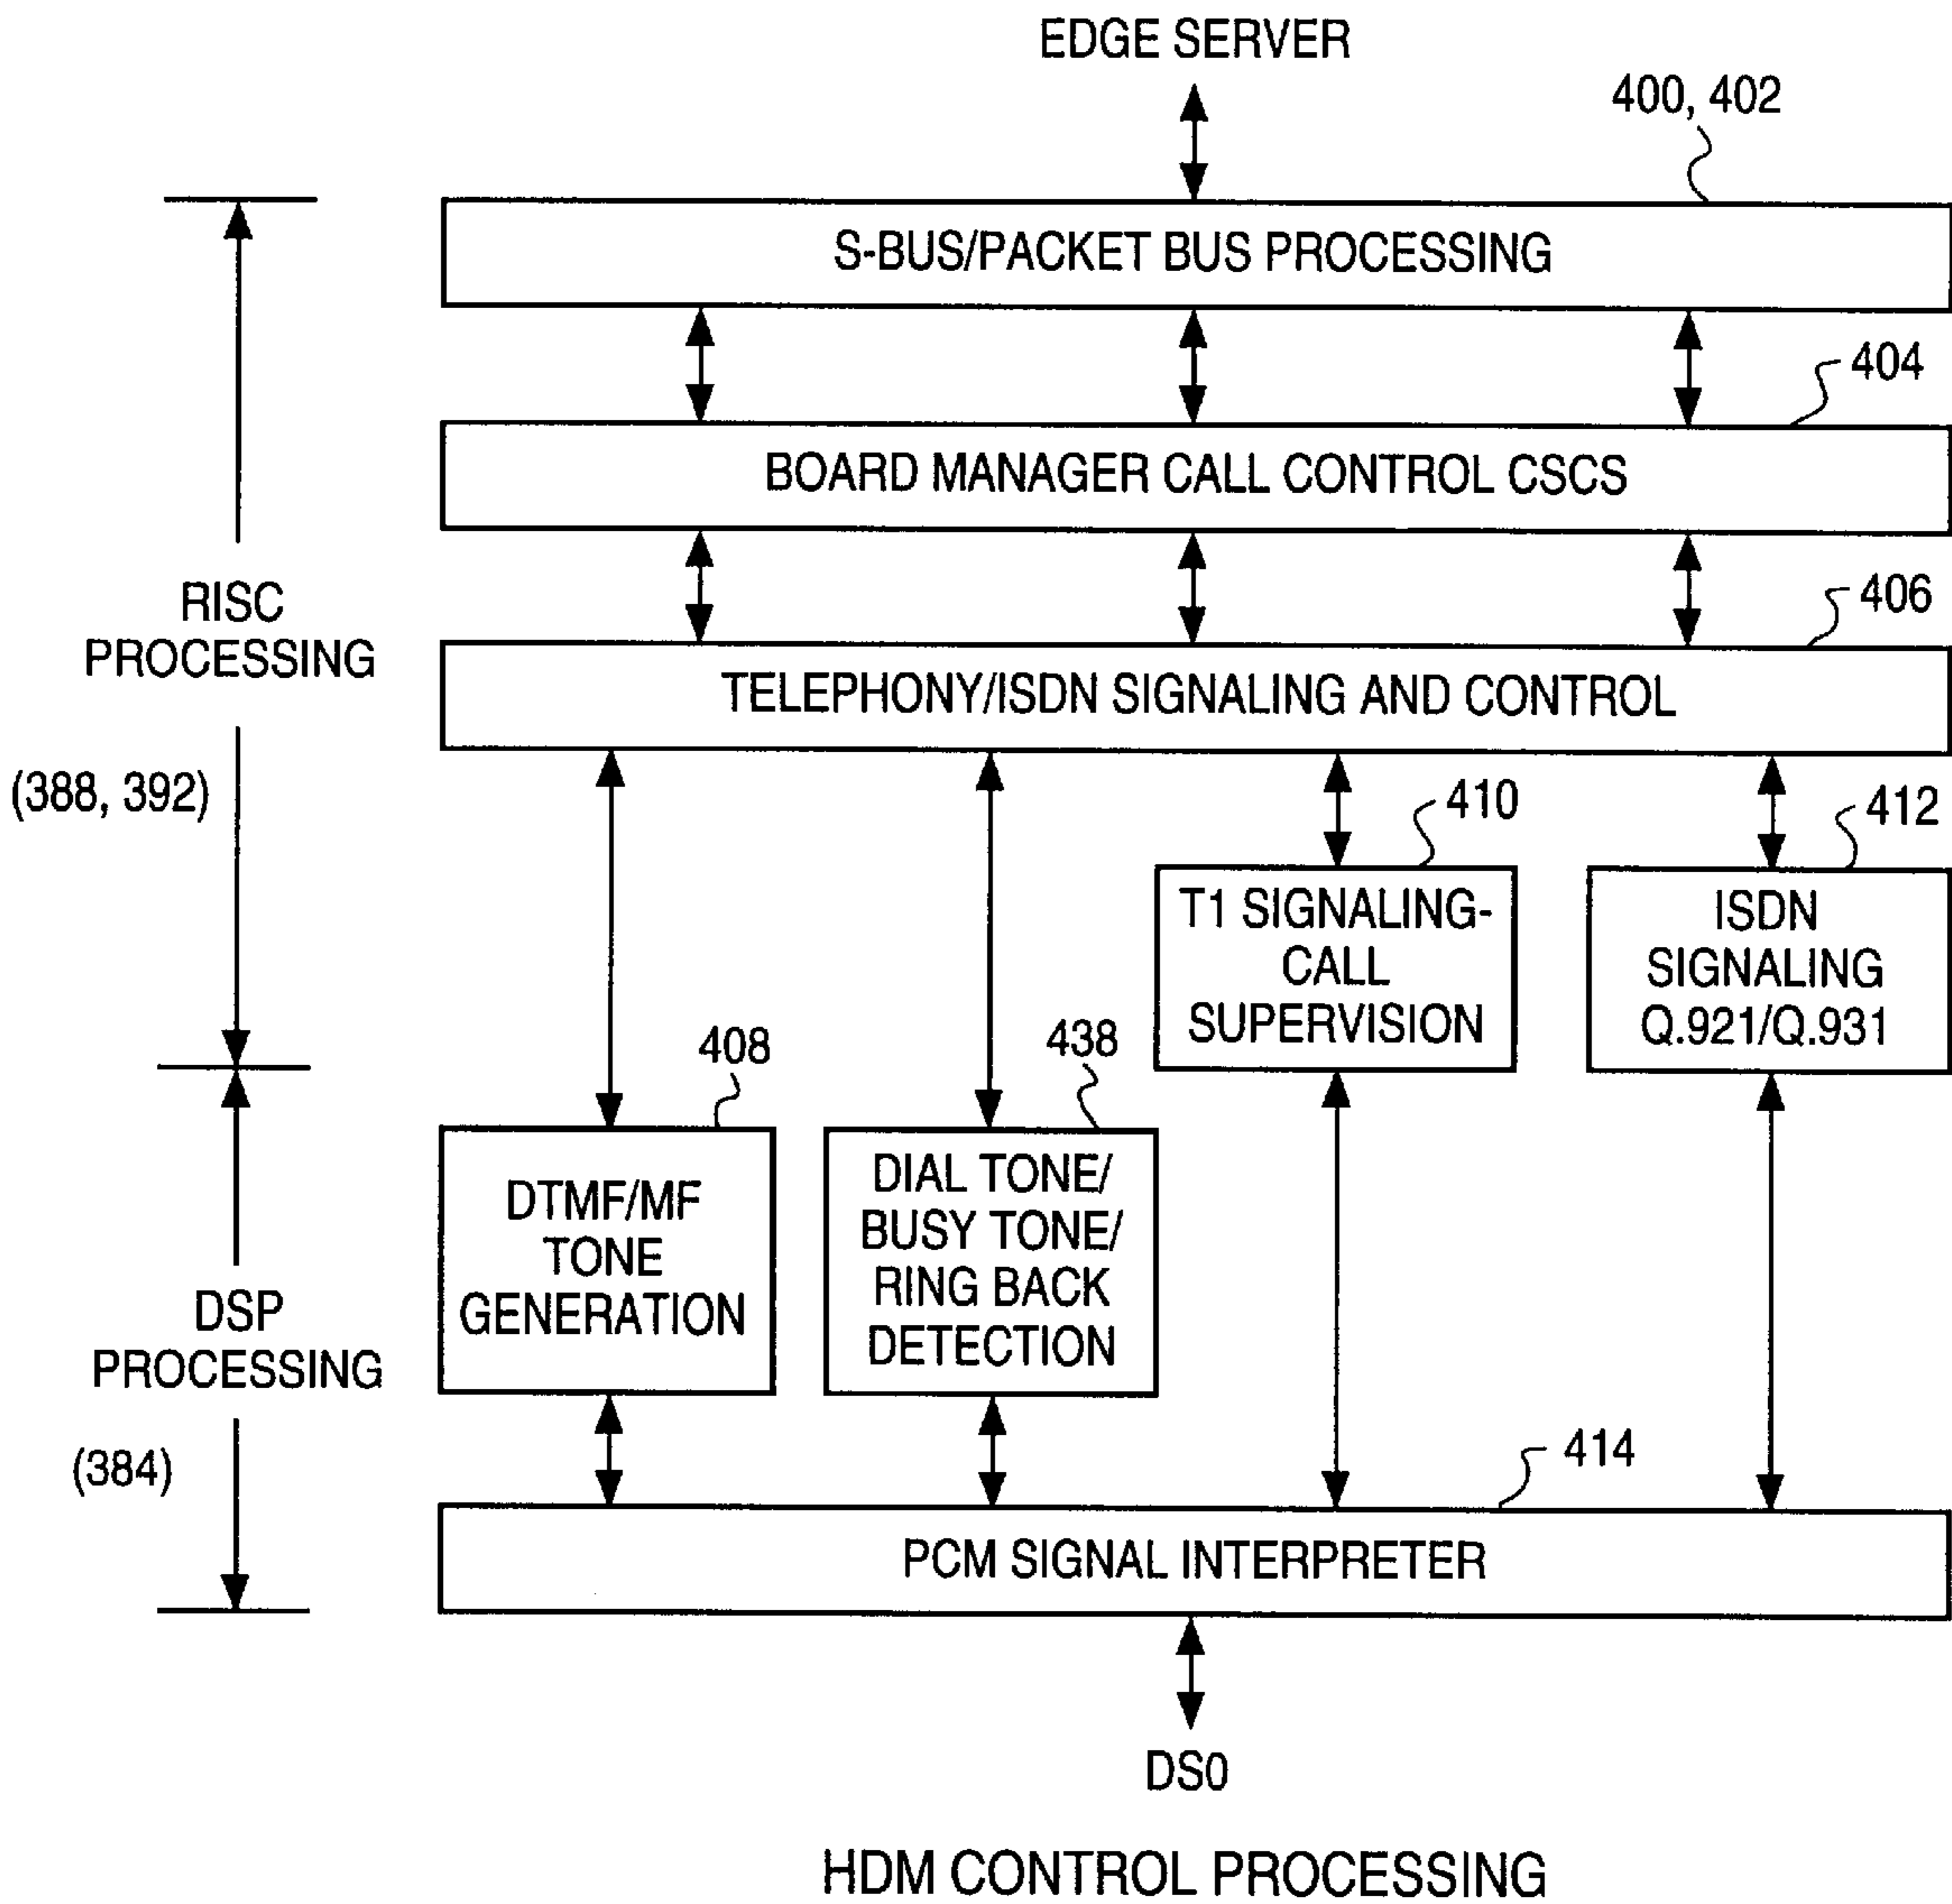 EDGE SERVER
400, 402
S-BUS/PACKET BUS PROCESSING
404
BOARD MANAGER CALL CONTROL CSCS
RISC
PROCESSING
406
TELEPHONY/ISDN SIGNALING AND CONTROL
(388, 392)
410
412
T1 SIGNALING-
CALL
SUPERVISION
ISDN
SIGNALING
Q.921/Q.931
408
438
DTMF/MF
TONE
GENERATION
DIAL TONE/
BUSY TONE/
RING BACK
DETECTION
DSP
PROCESSING
(384)
414
PCM SIGNAL INTERPRETER
DS0
HDM CONTROL PROCESSING